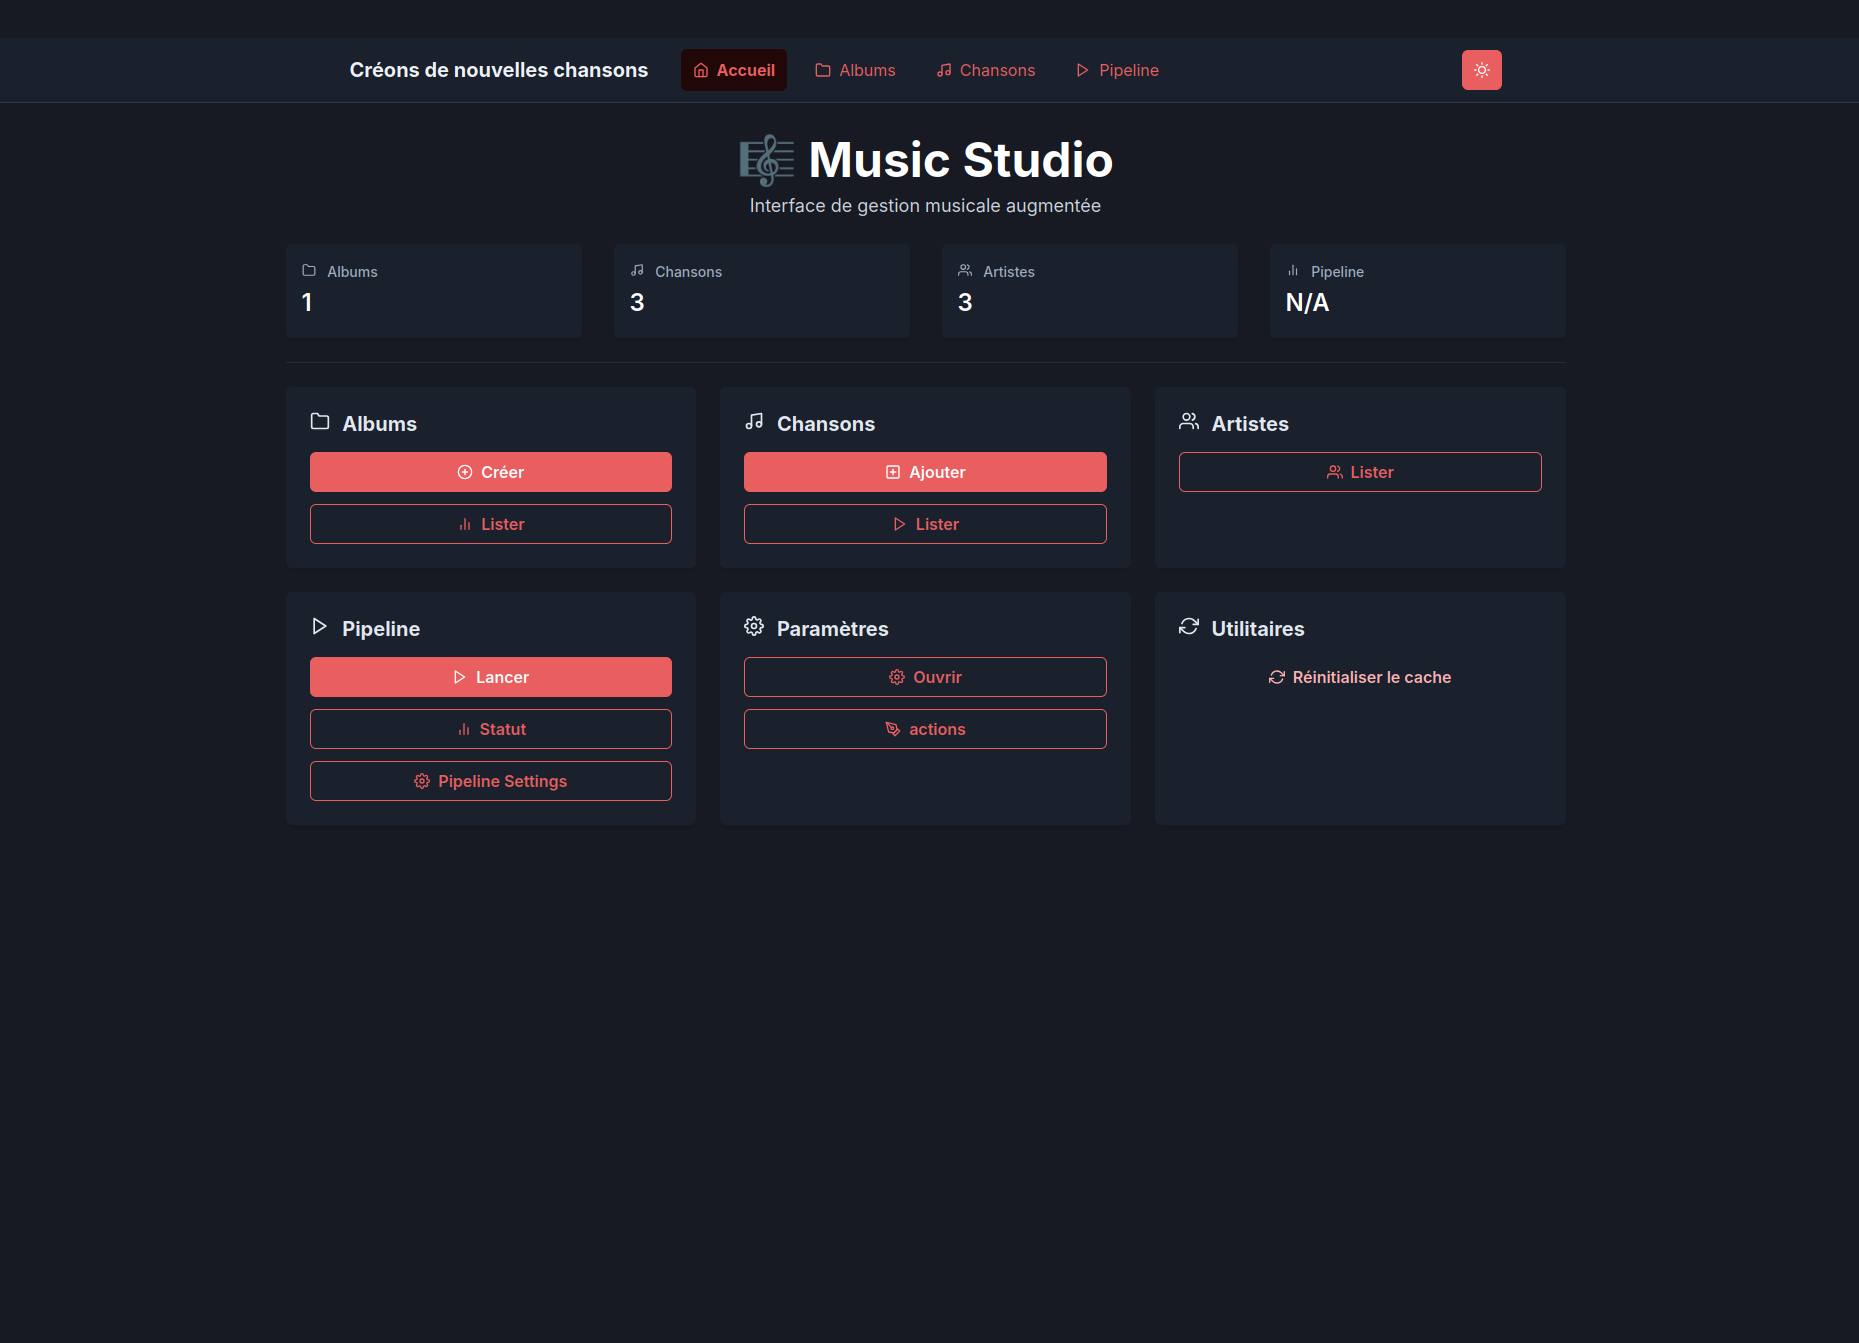 Créons de nouvelles chansons
Accueil
Albums
Chansons
Pipeline
Music Studio
Interface de gestion musicale augmentée
Albums
1
Chansons
3
Artistes
3
Pipeline
N/A
Albums
Créer
Lister
Chansons
Ajouter
Lister
Artistes
Lister
Pipeline
Lancer
Statut
Pipeline Settings
Paramètres
Ouvrir
actions
Utilitaires
Réinitialiser le cache